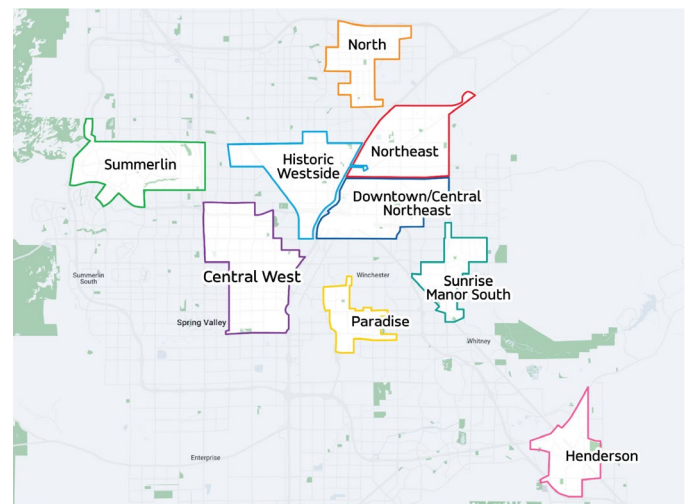 North
Northeast
Historic
Westside
Summerlin
Downtown/Central
Northeast
Central West
Summerlin
South
Winchester
Sunrise
Manor South
Spring Valley
Paradise
Whitney
Henderson
Enterprise